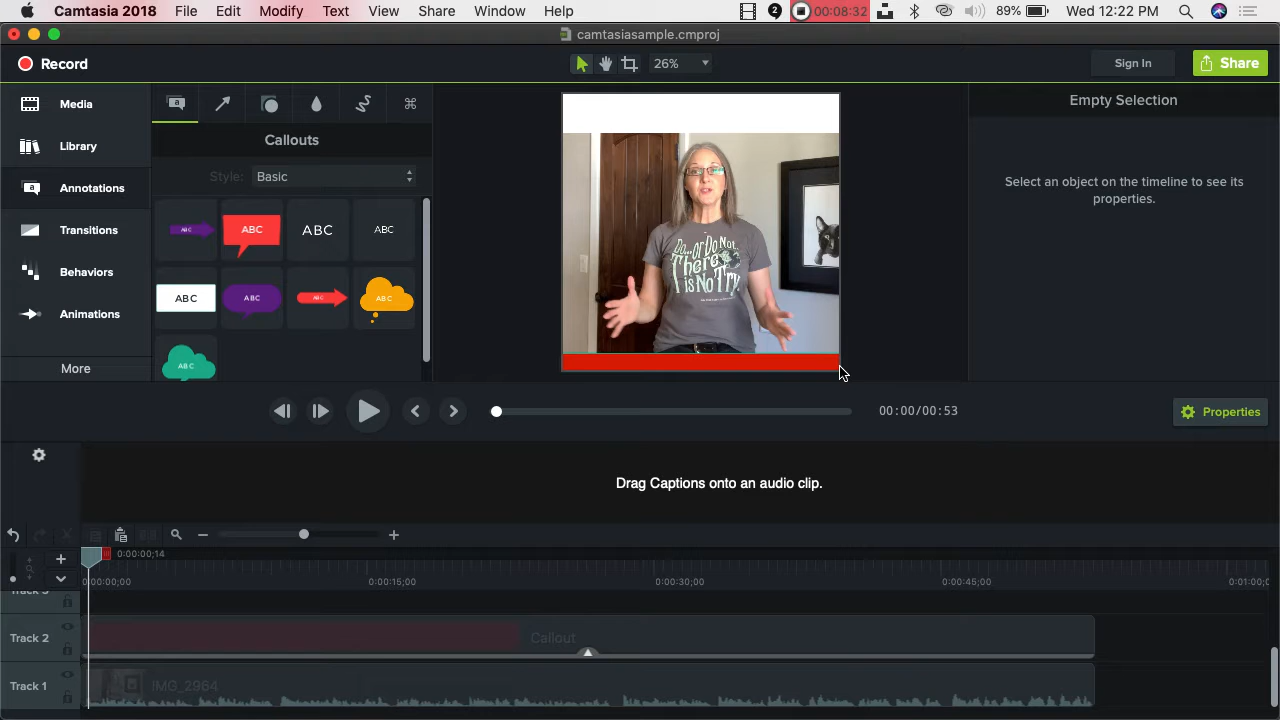 Camtasia 2018 File Edit Modify Text View Share Window Help 2 00:08:32 89% Wed 12:22 PM
camtasiasample.cmproj
Record 26% Sign In Share
Media
Library
Annotations
Transitions
Behaviors
Animations
More
a
Callouts
Style: Basic
ABC ABC ABC ABC
ABC ABC ABC ABC
ABC
Do... or Do Not.
There
is No Try.
Empty Selection
Select an object on the timeline to see its
properties.
00:00/00:53
Properties
Drag Captions onto an audio clip.
0:00:00;14
0:00:00;00 0:00:15;00 0:00:30;00 0:00:45;00 0:01:00;
Track 3
Track 2 Callout
Track 1 IMG_2964